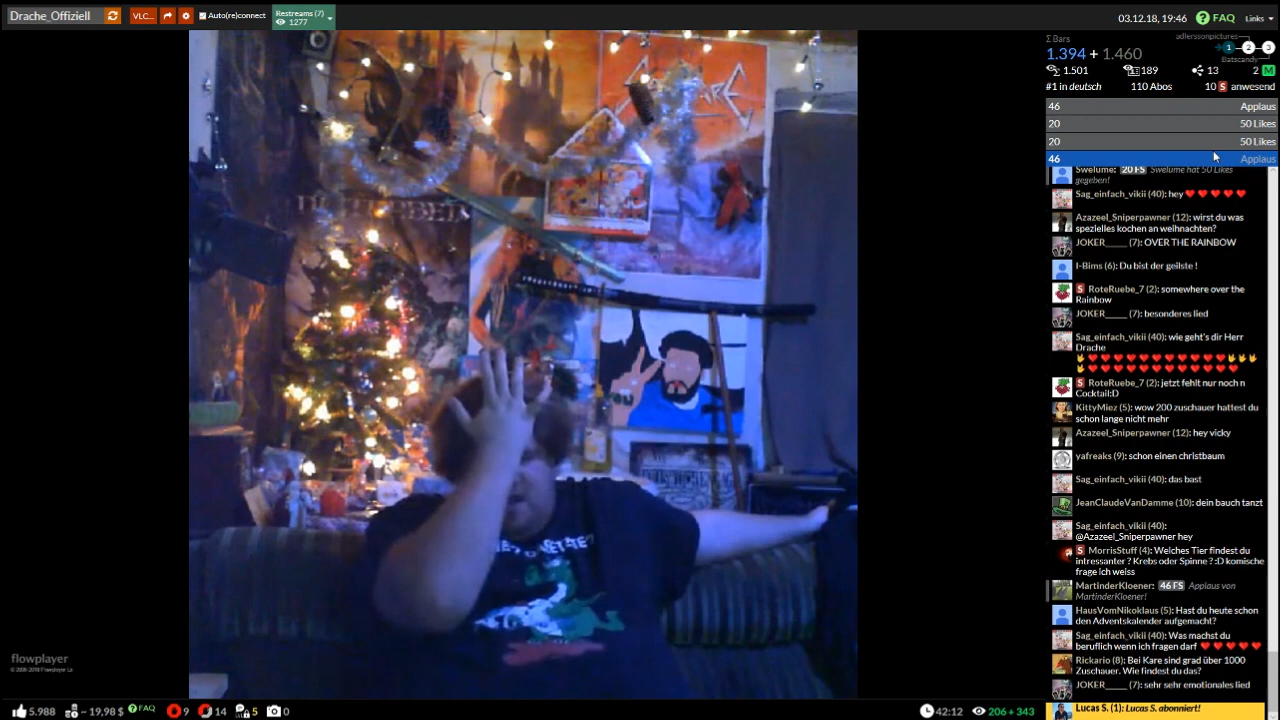 Drache_Offiziell
VLC...
Auto(re)connect
Restreams (7)
1277
03.12.18, 19:46
FAQ
Links
adlerssonpictures
Σ Bars
1.394 + 1.460
1 2 3
Batscandy
1.501
189
13
2 M
#1 in deutsch
110 Abos
10 S anwesend
46 Applaus
20 50 Likes
20 50 Likes
46 Applaus
Swelume: 20 FS Swelume hat 50 Likes
gegeben!
Sag_einfach_vikii (40): hey ❤❤❤❤❤
Azazeel_Sniperpawner (12): wirst du was
spezielles kochen an weihnachten?
JOKER_____ (7): OVER THE RAINBOW
I-Bims (6): Du bist der geilste !
S RoteRuebe_7 (2): somewhere over the
Rainbow
JOKER_____ (7): besonderes lied
Sag_einfach_vikii (40): wie geht's dir Herr
Drache
S RoteRuebe_7 (2): jetzt fehlt nur noch n
Cocktail:D
KittyMiez (5): wow 200 zuschauer hattest du
schon lange nicht mehr
Azazeel_Sniperpawner (12): hey vicky
yafreaks (9): schon einen christbaum
Sag_einfach_vikii (40): das bast
JeanClaudeVanDamme (10): dein bauch tanzt
Sag_einfach_vikii (40):
@Azazeel_Sniperpawner hey
S MorrisStuff (4): Welches Tier findest du
intressanter ? Krebs oder Spinne ? :D komische
frage ich weiss
MartinderKloener: 46 FS Applaus von
MartinderKloener!
HausVomNikolaus (5): Hast du heute schon
den Adventskalender aufgemacht?
Sag_einfach_vikii (40): Was machst du
beruflich wenn ich fragen darf ❤❤❤❤❤
Rickario (8): Bei Kare sind grad über 1000
Zuschauer. Wie findest du das?
JOKER_____ (7): sehr sehr emotionales lied
Lucas S. (1): Lucas S. abonniert!
flowplayer
5.988
~ 19,98 $
FAQ
9
14
5
0
42:12
206 + 343